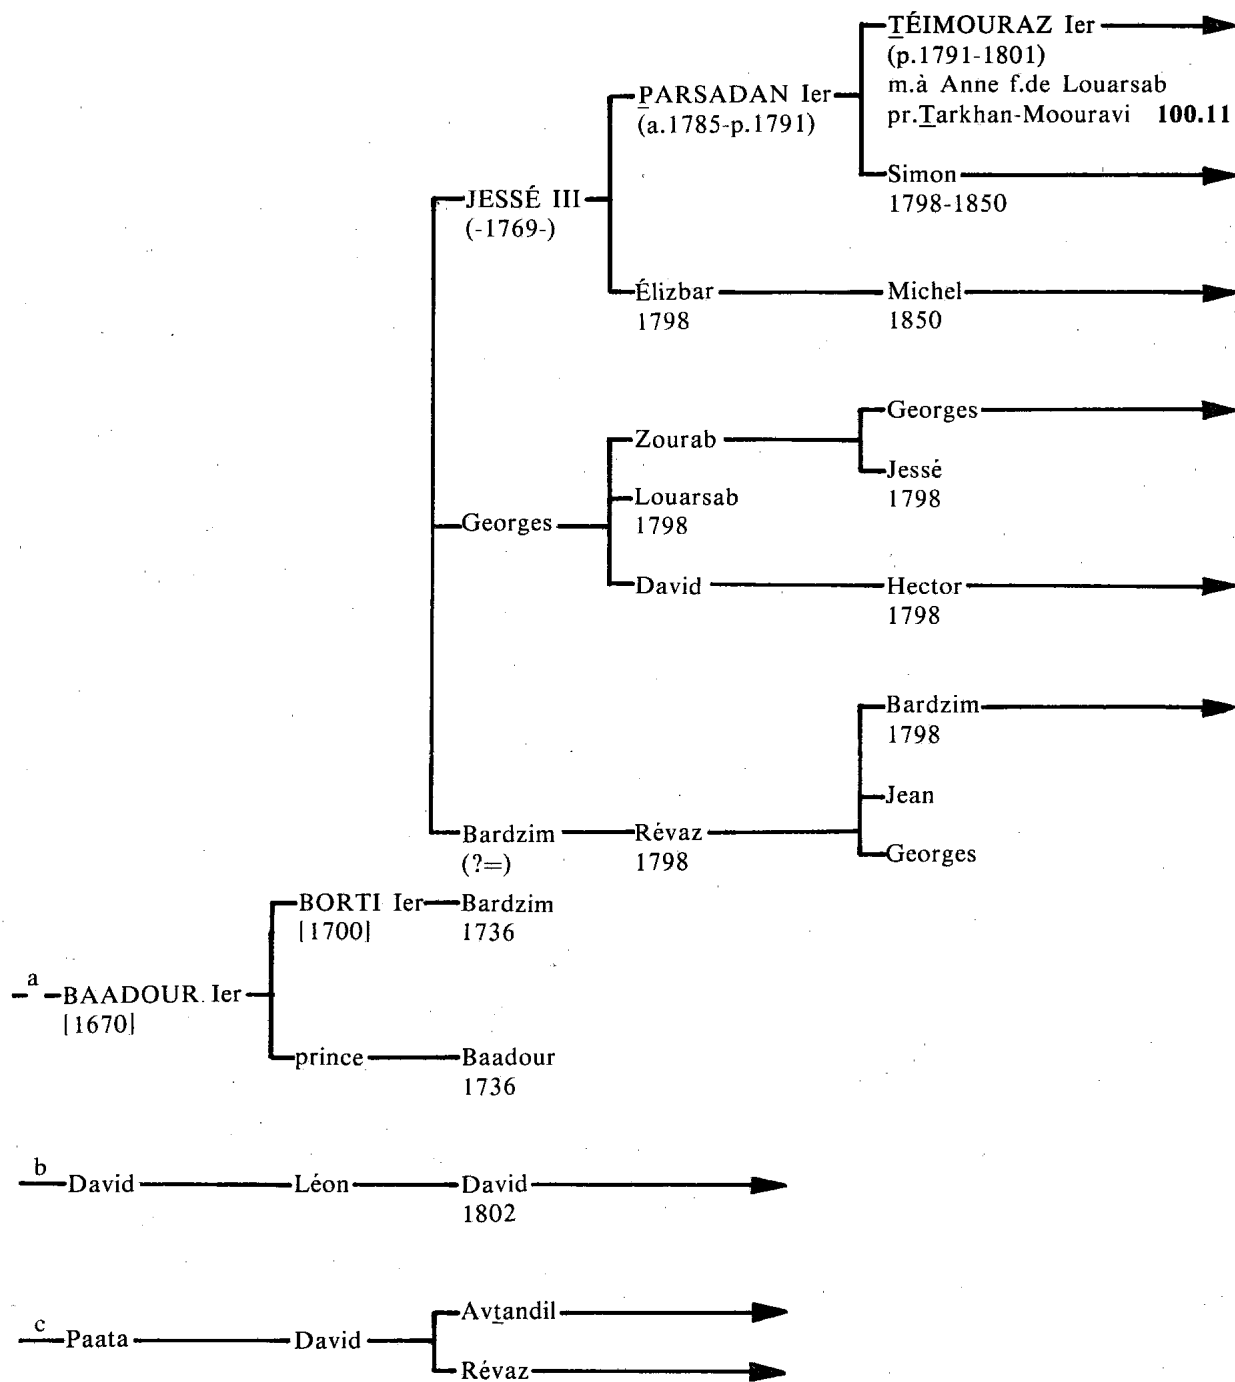 TÉIMOURAZ Ier
(p.1791-1801)
m.à Anne f.de Louarsab
pr.Tarkhan-Moouravi 100.11
PARSADAN Ier
(a.1785-p.1791)
Simon
1798-1850
JESSÉ III
(-1769-)
Élizbar
1798
Michel
1850
Georges
Zourab
Jessé
1798
Louarsab
1798
Georges
David
Hector
1798
Bardzim
1798
Jean
Bardzim
(?=)
Révaz
1798
Georges
BORTI Ier
[1700]
Bardzim
1736
a
BAADOUR Ier
[1670]
prince
Baadour
1736
b
David
Léon
David
1802
Avtandil
c
Paata
David
Révaz